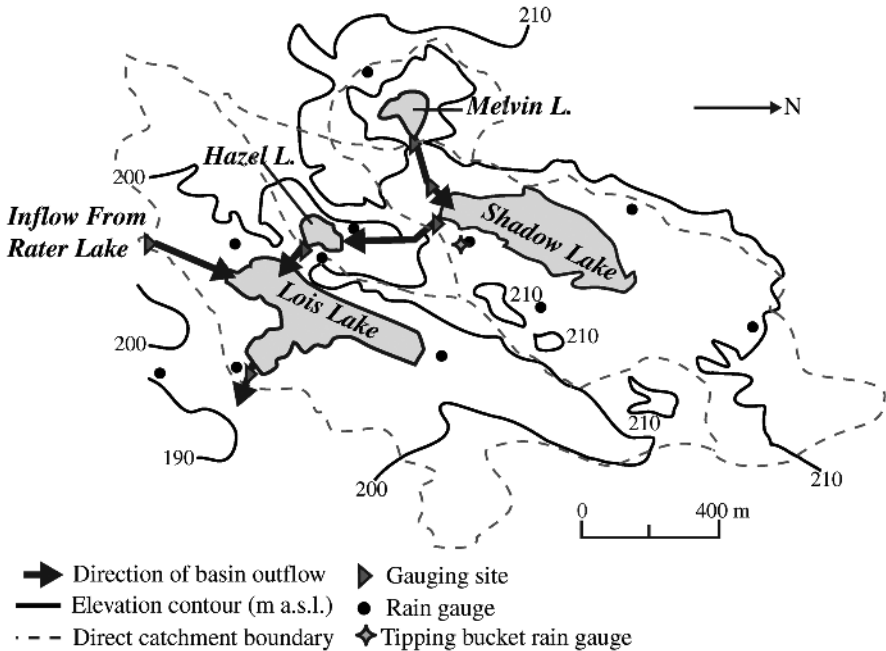 210
Melvin L.
N
Hazel L.
200
Inflow From
Rater Lake
Shadow Lake
Lois Lake
210
210
200
210
190
200
210
0 400 m
Direction of basin outflow
Gauging site
Elevation contour (m a.s.l.)
Rain gauge
Direct catchment boundary
Tipping bucket rain gauge